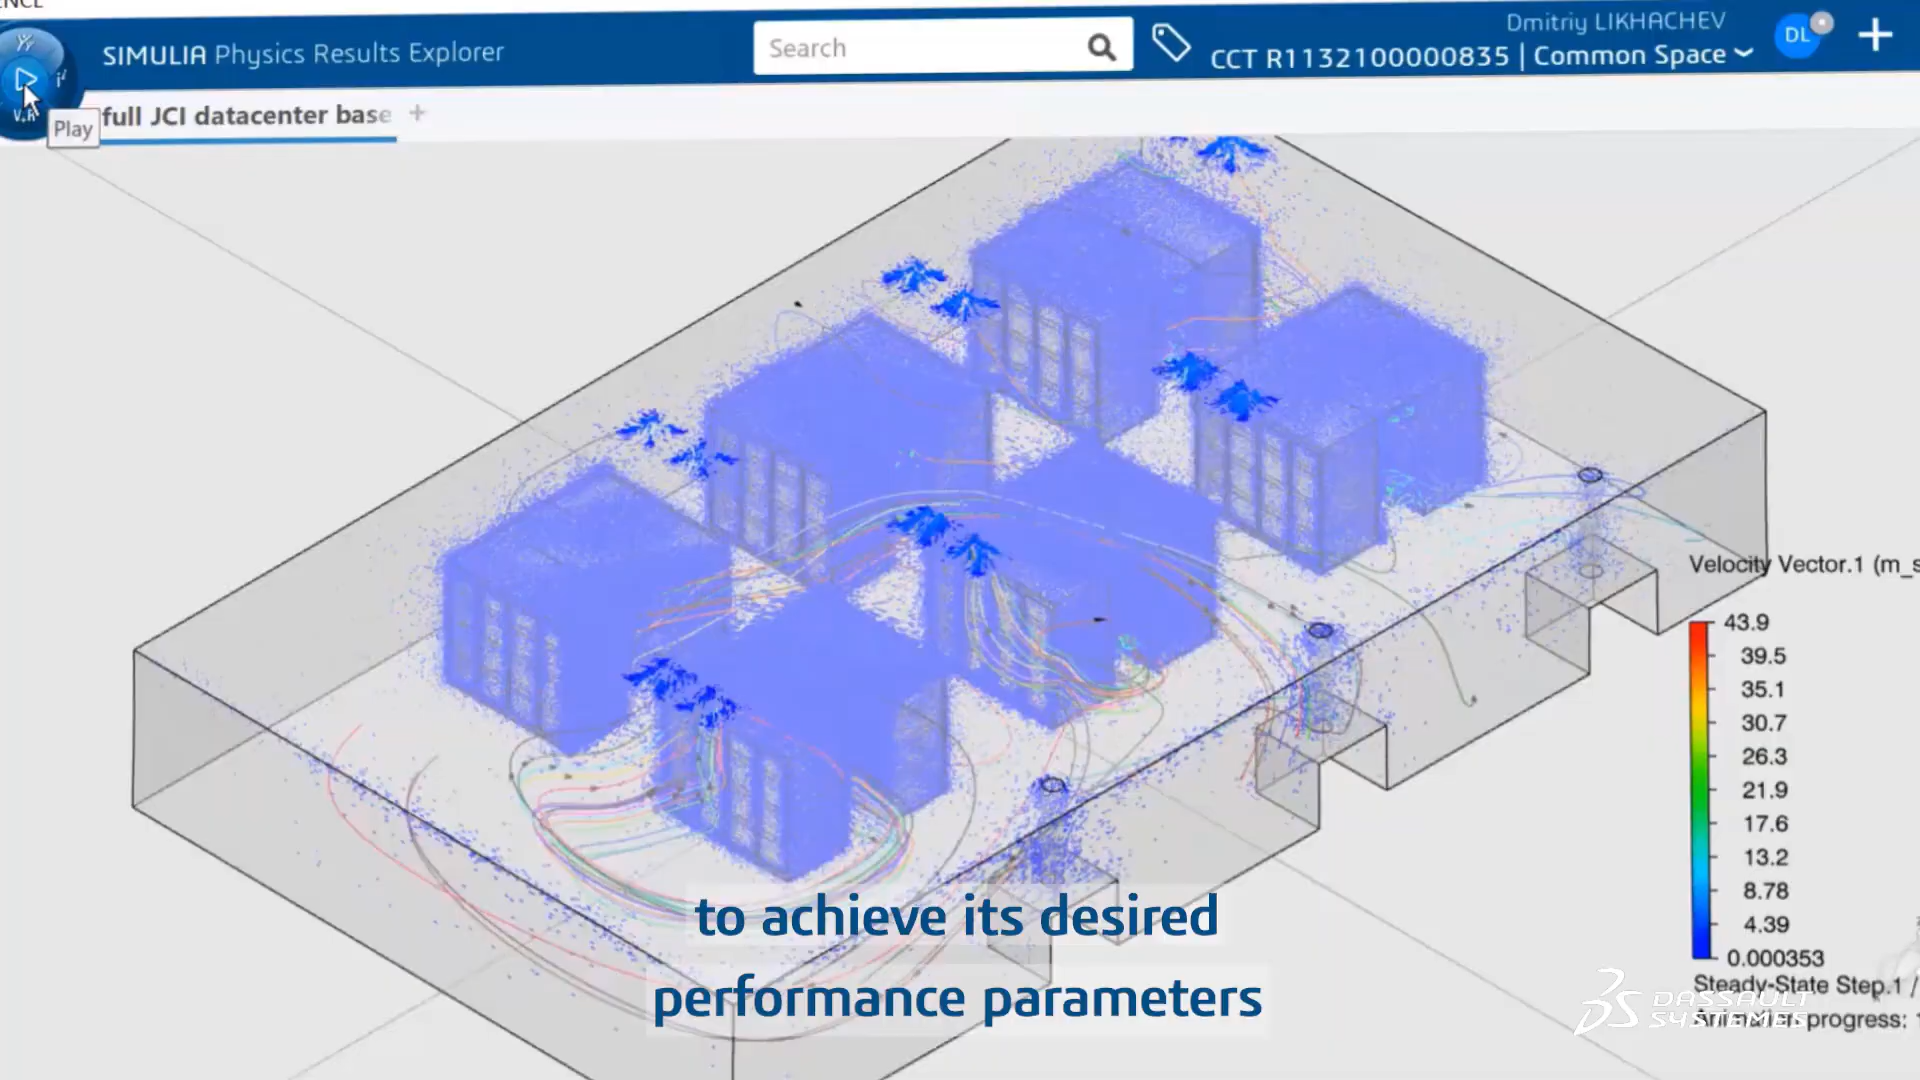 SIMULIA Physics Results Explorer
Search
Dmitriy LIKHACHEV
CCT R1132100000835 | Common Space
DL
V.R
Play
full JCI datacenter base
Velocity Vector.1 (m_s
43.9
39.5
35.1
30.7
26.3
21.9
17.6
13.2
8.78
4.39
0.000353
Steady-State Step.1 /
Animation progress:
DASSAULT
SYSTEMES
to achieve its desired
performance parameters